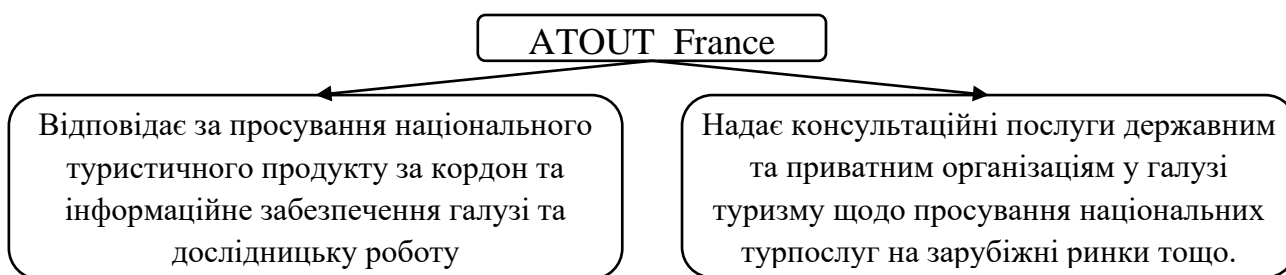 ATOUT France
Відповідає за просування національного
туристичного продукту за кордон та
інформаційне забезпечення галузі та
дослідницьку роботу
Надає консультаційні послуги державним
та приватним організаціям у галузі
туризму щодо просування національних
турпослуг на зарубіжні ринки тощо.